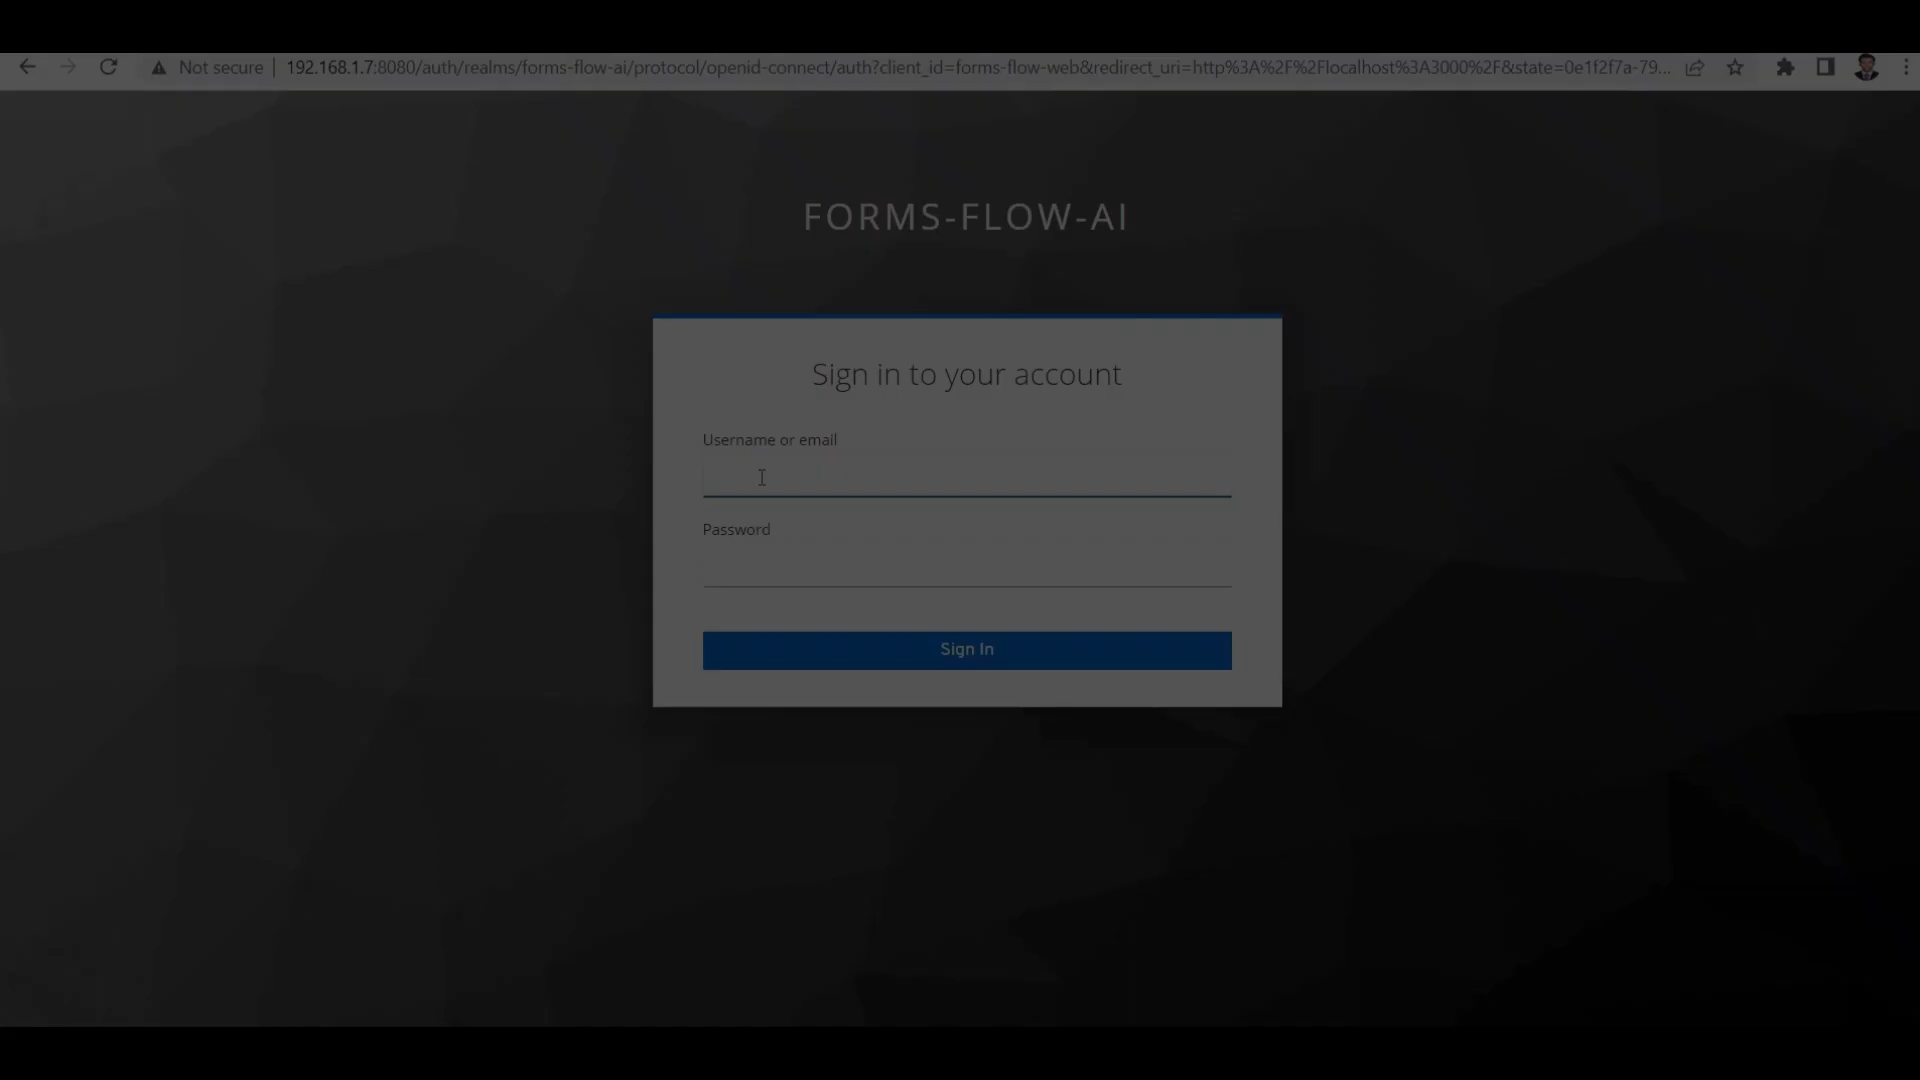 Not secure 192.168.1.7:8080/auth/realms/forms-flow-ai/protocol/openid-connect/auth?client_id=forms-flow-web&redirect_uri=http%3A%2F%2Flocalhost%3A3000%2F&state=0e1f2f7a-79...
FORMS-FLOW-AI
Sign in to your account
Username or email
Password
Sign In